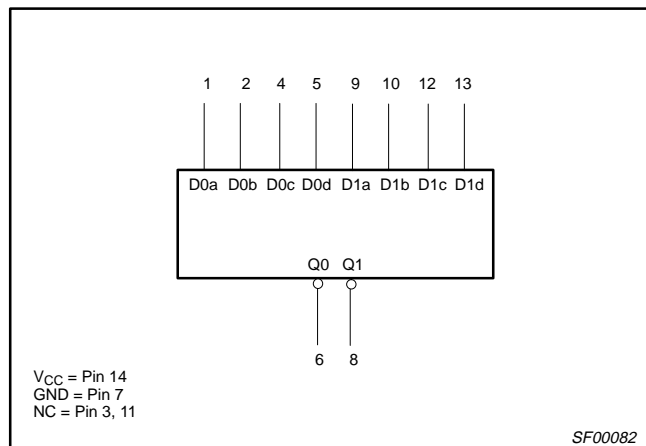 1 2 4 5 9 10 12 13
D0a D0b D0c D0d D1a D1b D1c D1d
Q0 Q1
6 8
VCC = Pin 14
GND = Pin 7
NC = Pin 3, 11
SF00082